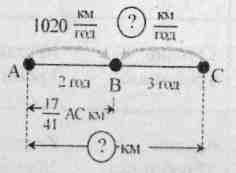 1020 км/год ? км/год
A B C
2 год 3 год
17/41 AC км
? км